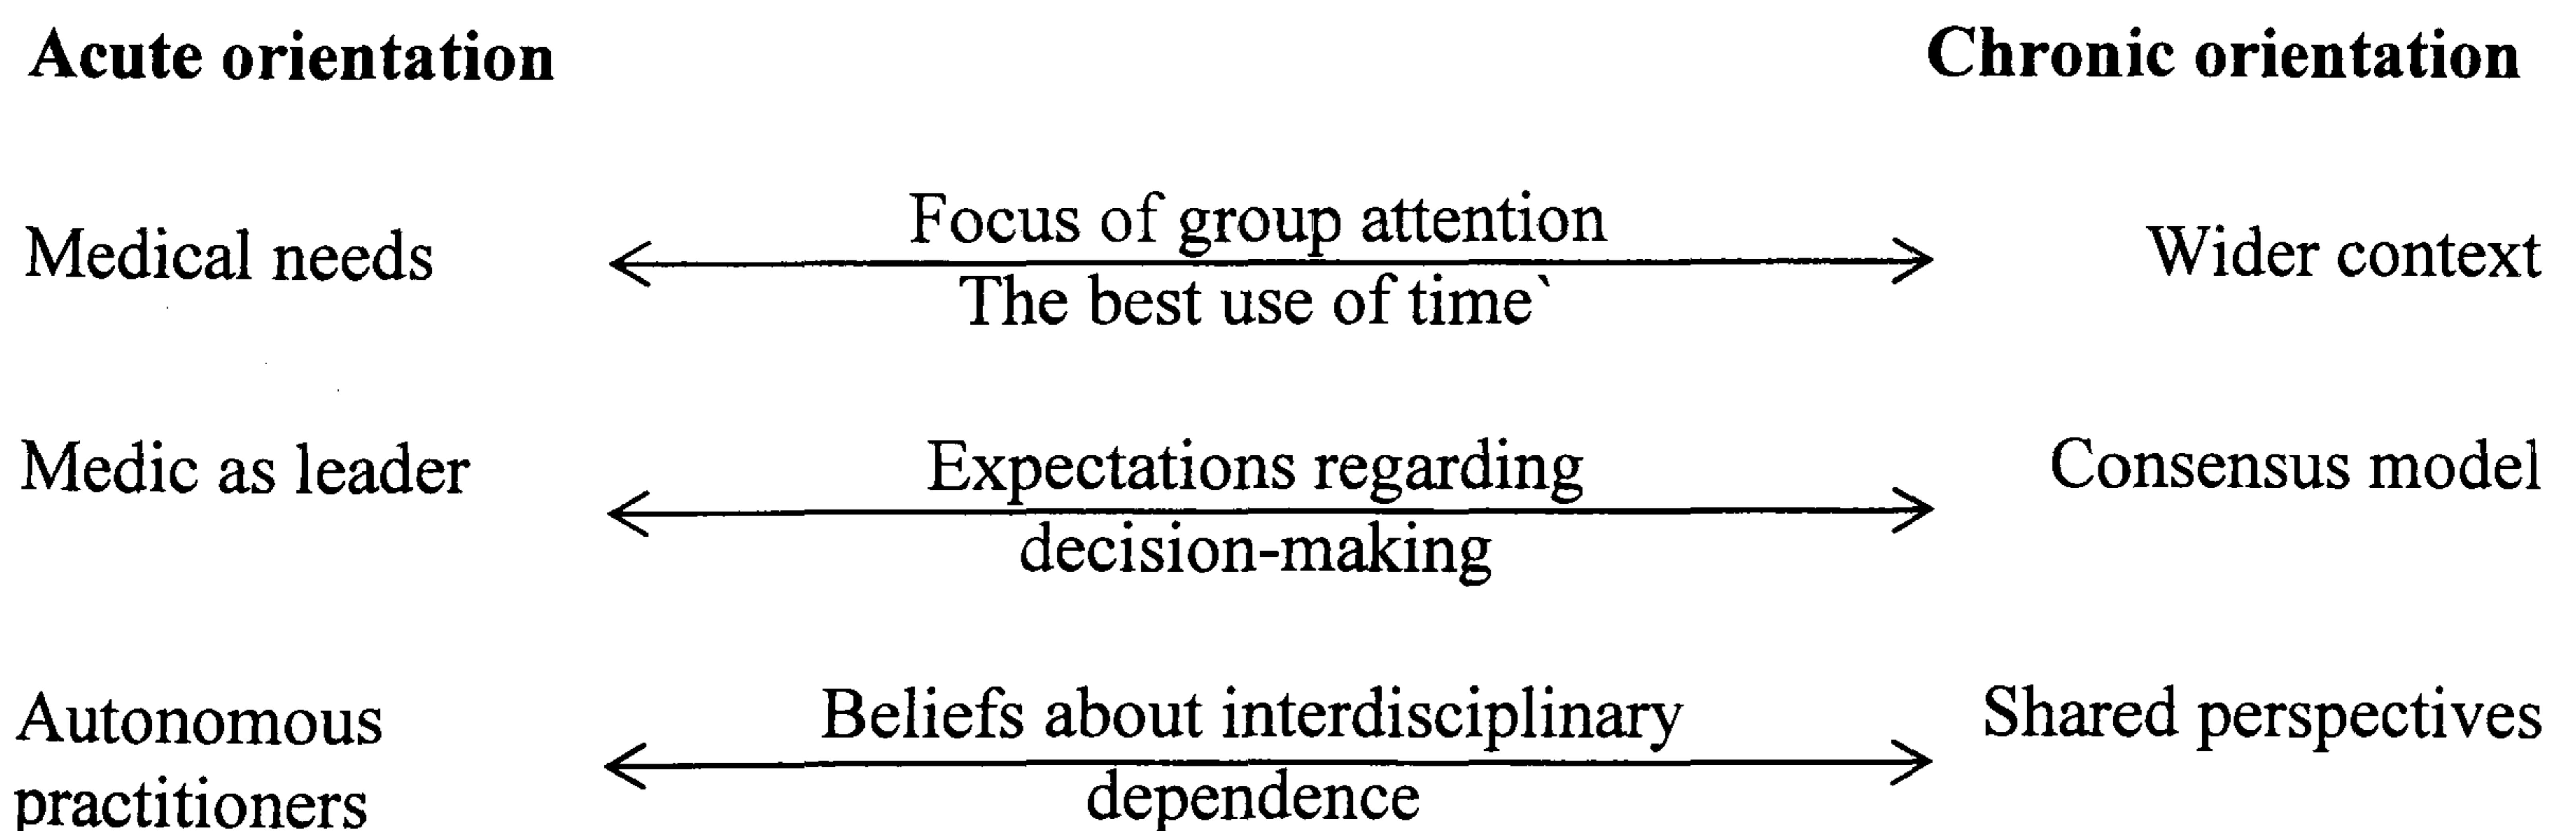 Acute orientation Chronic orientation
Focus of group attention
Medical needs Wider context
The best use of time`
Medic as leader Expectations regarding Consensus model
decision-making
Autonomous Beliefs about interdisciplinary Shared perspectives
practitioners dependence